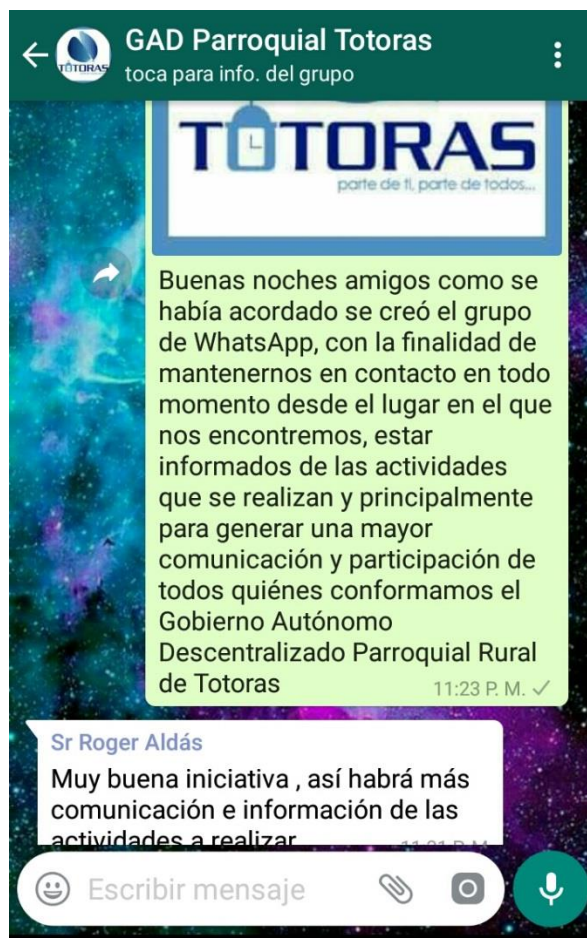 GAD Parroquial Totoras
TOTORAS
toca para info. del grupo
TOTORAS
parte de ti, parte de todos...
Buenas noches amigos como se
había acordado se creó el grupo
de WhatsApp, con la finalidad de
mantenernos en contacto en todo
momento desde el lugar en el que
nos encontremos, estar
informados de las actividades
que se realizan y principalmente
para generar una mayor
comunicación y participación de
todos quiénes conformamos el
Gobierno Autónomo
Descentralizado Parroquial Rural
de Totoras
11:23 P. M.
Sr Roger Aldás
Muy buena iniciativa , así habrá más
comunicación e información de las
actividades a realizar
Escribir mensaje